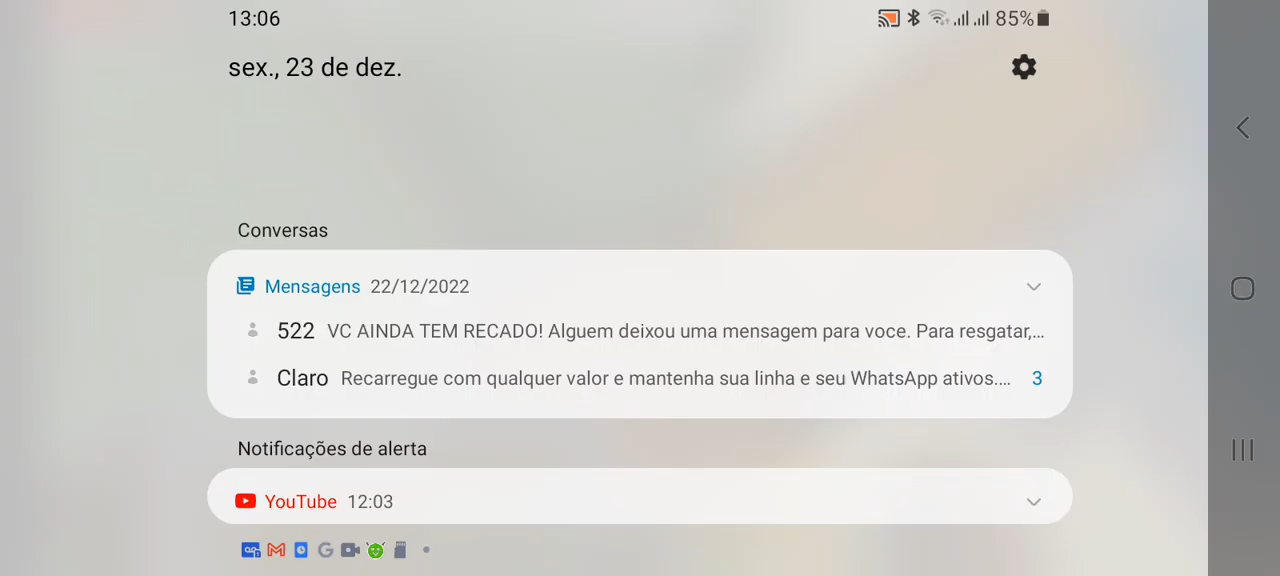 13:06
85%
sex., 23 de dez.
Conversas
Mensagens 22/12/2022
522 VC AINDA TEM RECADO! Alguem deixou uma mensagem para voce. Para resgatar,...
Claro Recarregue com qualquer valor e mantenha sua linha e seu WhatsApp ativos.... 3
Notificações de alerta
YouTube 12:03